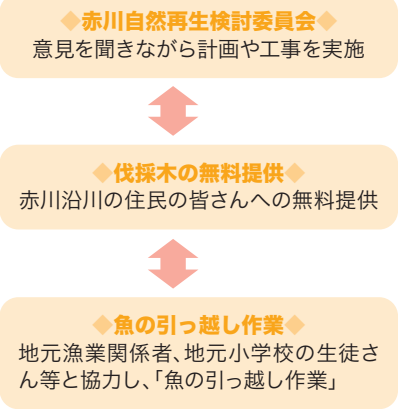 ◆赤川自然再生検討委員会◆
意見を聞きながら計画や工事を実施
◆伐採木の無料提供◆
赤川沿川の住民の皆さんへの無料提供
◆魚の引っ越し作業◆
地元漁業関係者、地元小学校の生徒さ
ん等と協力し、「魚の引っ越し作業」